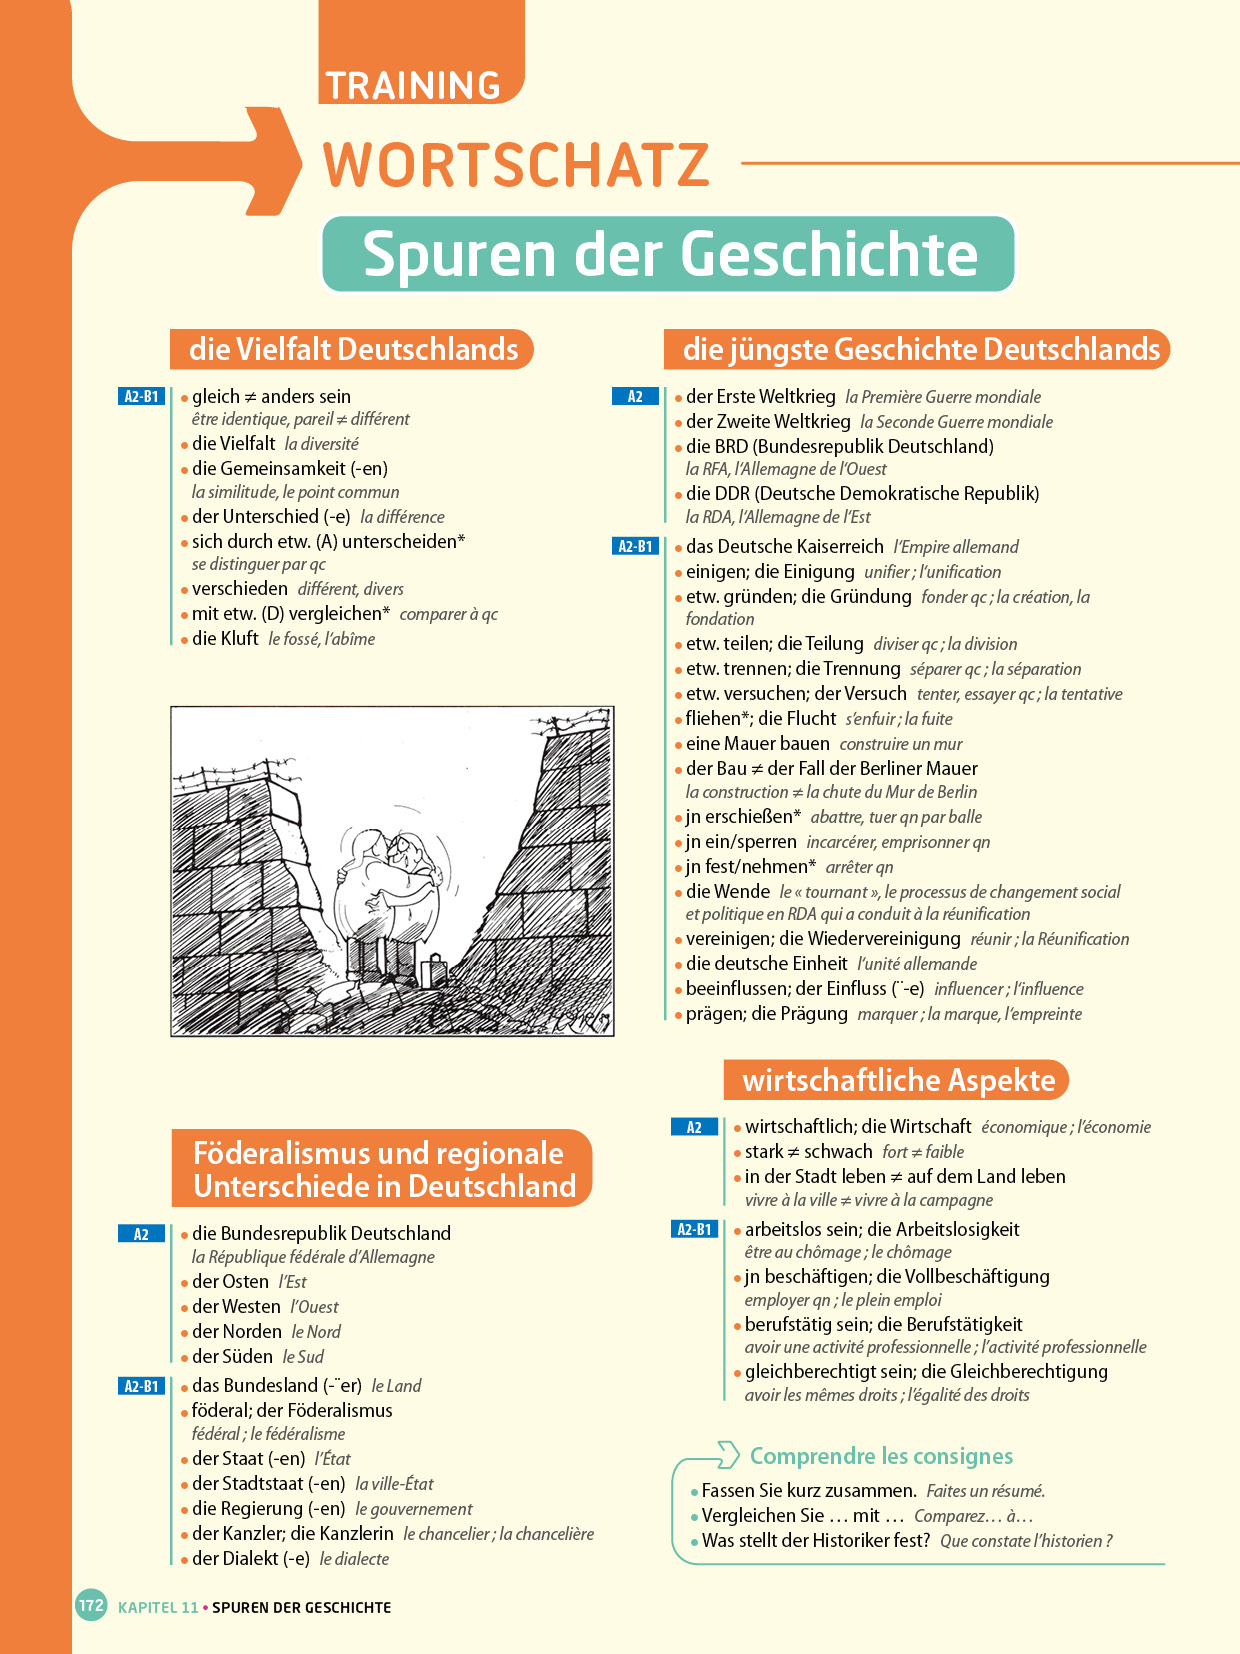 TRAINING
WORTSCHATZ
Spuren der Geschichte
die Vielfalt Deutschlands
A2-B1
• gleich ≠ anders sein
être identique, pareil ≠ différent
• die Vielfalt la diversité
• die Gemeinsamkeit (-en)
la similitude, le point commun
• der Unterschied (-e) la différence
• sich durch etw. (A) unterscheiden*
se distinguer par qc
• verschieden différent, divers
• mit etw. (D) vergleichen* comparer à qc
• die Kluft le fossé, l'abîme
Föderalismus und regionale
Unterschiede in Deutschland
A2
• die Bundesrepublik Deutschland
la République fédérale d'Allemagne
• der Osten l'Est
• der Westen l'Ouest
• der Norden le Nord
• der Süden le Sud
A2-B1
• das Bundesland (-¨er) le Land
• föderal; der Föderalismus
fédéral ; le fédéralisme
• der Staat (-en) l'État
• der Stadtstaat (-en) la ville-État
• die Regierung (-en) le gouvernement
• der Kanzler; die Kanzlerin le chancelier ; la chancelière
• der Dialekt (-e) le dialecte
die jüngste Geschichte Deutschlands
A2
• der Erste Weltkrieg la Première Guerre mondiale
• der Zweite Weltkrieg la Seconde Guerre mondiale
• die BRD (Bundesrepublik Deutschland)
la RFA, l'Allemagne de l'Ouest
• die DDR (Deutsche Demokratische Republik)
la RDA, l'Allemagne de l'Est
A2-B1
• das Deutsche Kaiserreich l'Empire allemand
• einigen; die Einigung unifier ; l'unification
• etw. gründen; die Gründung fonder qc ; la création, la
fondation
• etw. teilen; die Teilung diviser qc ; la division
• etw. trennen; die Trennung séparer qc ; la séparation
• etw. versuchen; der Versuch tenter, essayer qc ; la tentative
• fliehen*; die Flucht s'enfuir ; la fuite
• eine Mauer bauen construire un mur
• der Bau ≠ der Fall der Berliner Mauer
la construction ≠ la chute du Mur de Berlin
• jn erschießen* abattre, tuer qn par balle
• jn ein/sperren incarcérer, emprisonner qn
• jn fest/nehmen* arrêter qn
• die Wende le « tournant », le processus de changement social
et politique en RDA qui a conduit à la réunification
• vereinigen; die Wiedervereinigung réunir ; la Réunification
• die deutsche Einheit l'unité allemande
• beeinflussen; der Einfluss (¨-e) influencer ; l'influence
• prägen; die Prägung marquer ; la marque, l'empreinte
wirtschaftliche Aspekte
A2
• wirtschaftlich; die Wirtschaft économique ; l'économie
• stark ≠ schwach fort ≠ faible
• in der Stadt leben ≠ auf dem Land leben
vivre à la ville ≠ vivre à la campagne
A2-B1
• arbeitslos sein; die Arbeitslosigkeit
être au chômage ; le chômage
• jn beschäftigen; die Vollbeschäftigung
employer qn ; le plein emploi
• berufstätig sein; die Berufstätigkeit
avoir une activité professionnelle ; l'activité professionnelle
• gleichberechtigt sein; die Gleichberechtigung
avoir les mêmes droits ; l'égalité des droits
Comprendre les consignes
• Fassen Sie kurz zusammen. Faites un résumé.
• Vergleichen Sie … mit … Comparez… à…
• Was stellt der Historiker fest? Que constate l'historien ?
172 KAPITEL 11 • SPUREN DER GESCHICHTE